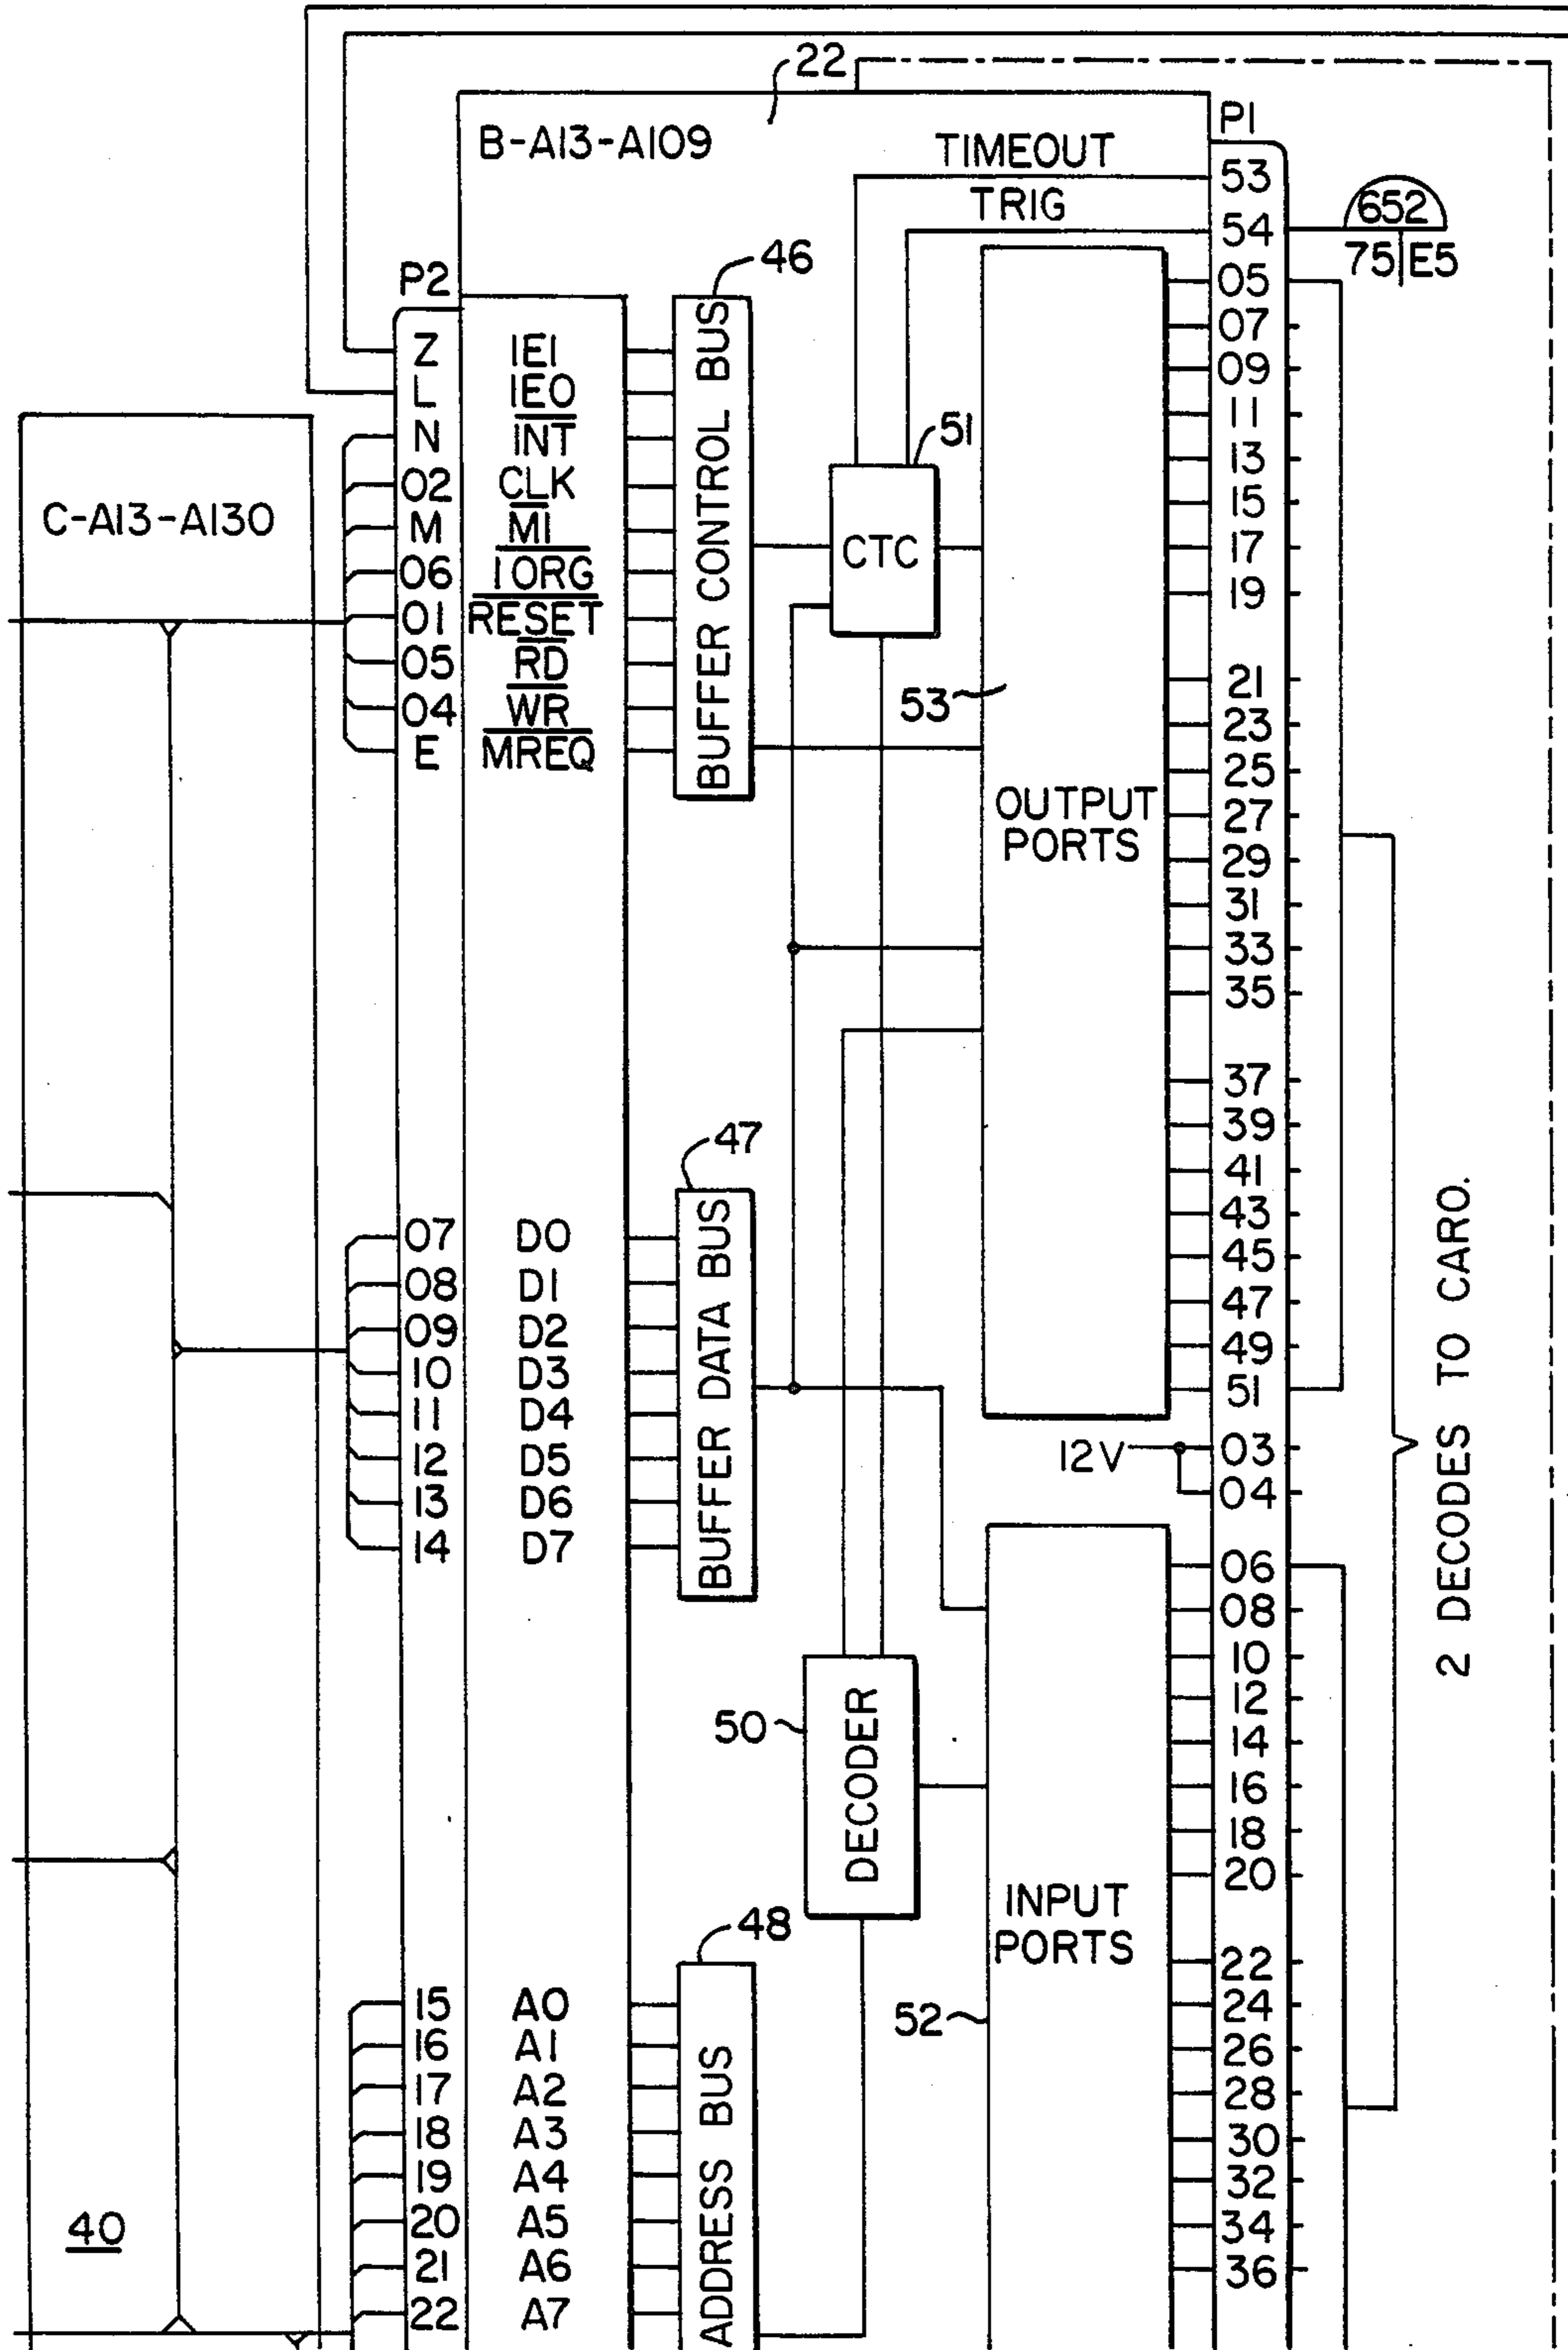 22
B-A13-A109
P1
TIMEOUT
53
TRIG
54
652
75 E5
46
P2
BUFFER CONTROL BUS
Z IEI
L IEO
N INT
02 CLK
M M1
06 IORG
01 RESET
05 RD
04 WR
E MREQ
C-A13-A130
51
CTC
53
OUTPUT
PORTS
05
07
09
11
13
15
17
19
21
23
25
27
29
31
33
35
37
39
41
43
45
47
49
51
12V
03
04
47
BUFFER DATA BUS
07 D0
08 D1
09 D2
10 D3
11 D4
12 D5
13 D6
14 D7
2 DECODES TO CARO.
50
DECODER
INPUT
PORTS
52
06
08
10
12
14
16
18
20
22
24
26
28
30
32
34
36
48
ADDRESS BUS
15 A0
16 A1
17 A2
18 A3
19 A4
20 A5
21 A6
22 A7
40